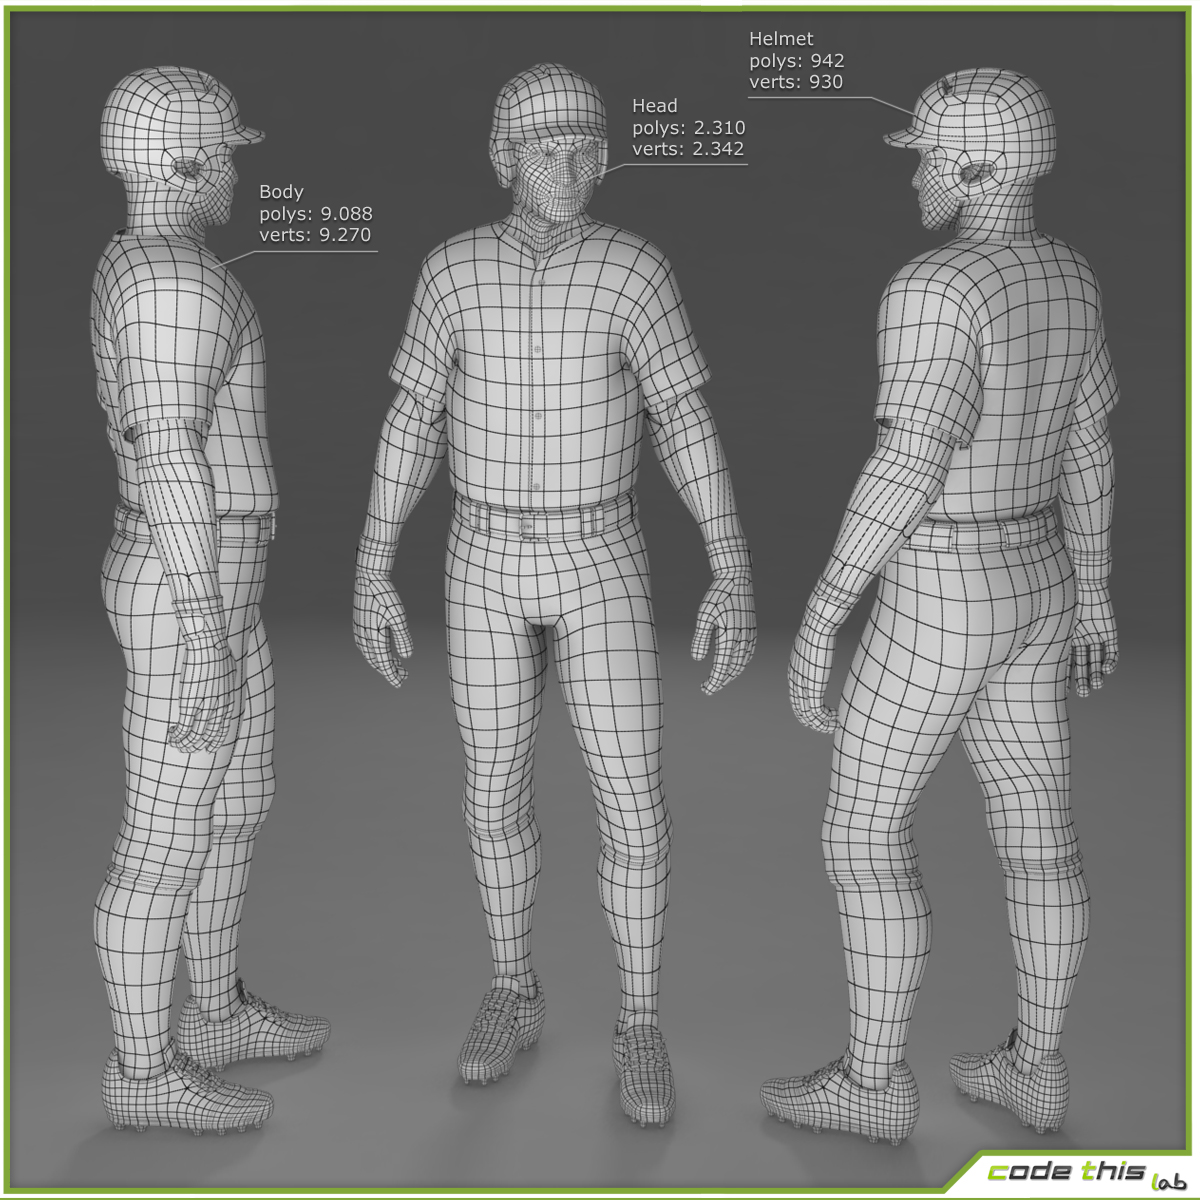 Helmet
polys: 942
verts: 930
Head
polys: 2.310
verts: 2.342
Body
polys: 9.088
verts: 9.270
code this lab